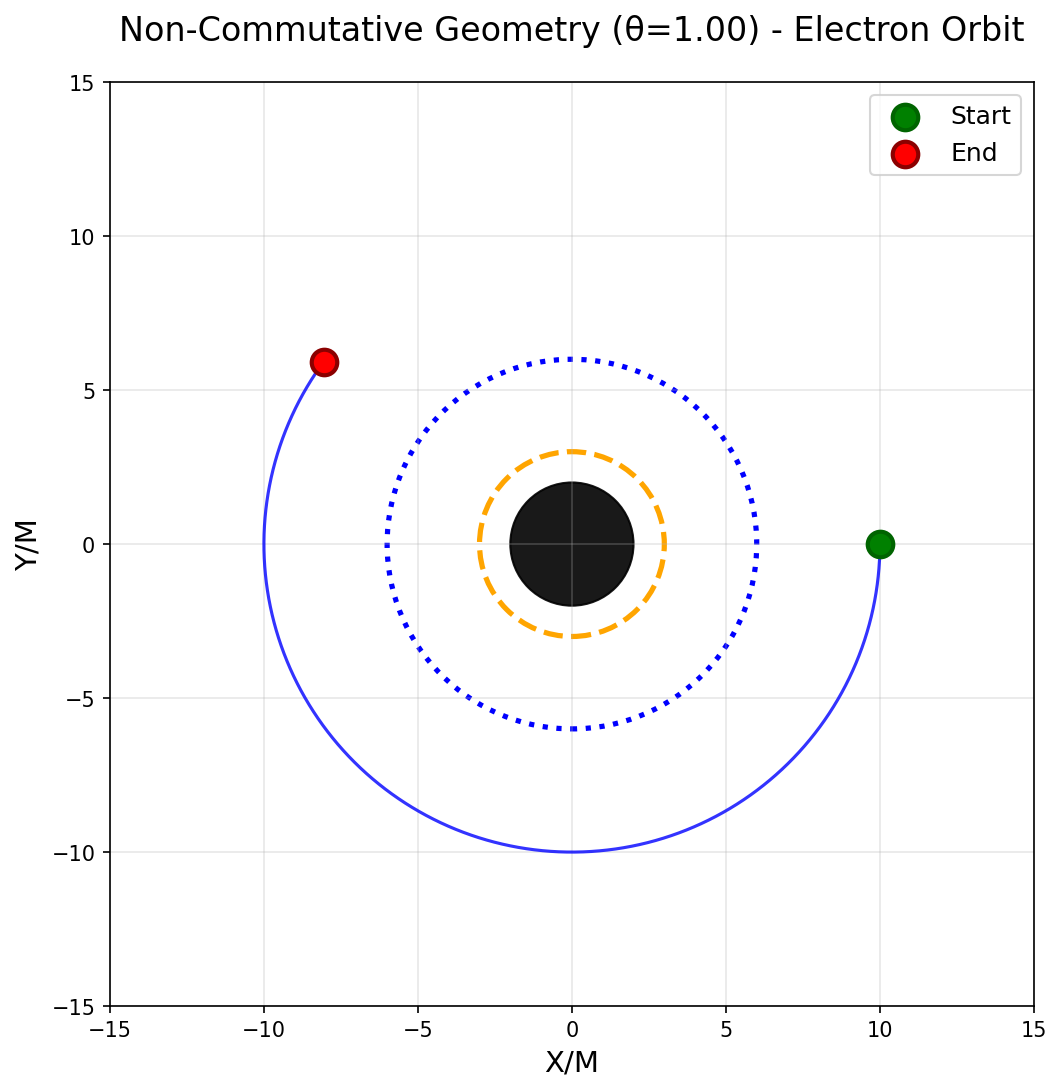 Non-Commutative Geometry (θ=1.00) - Electron Orbit
Start
End
15
10
5
0
−5
−10
−15
Y/M
−15 −10 −5 0 5 10 15
X/M